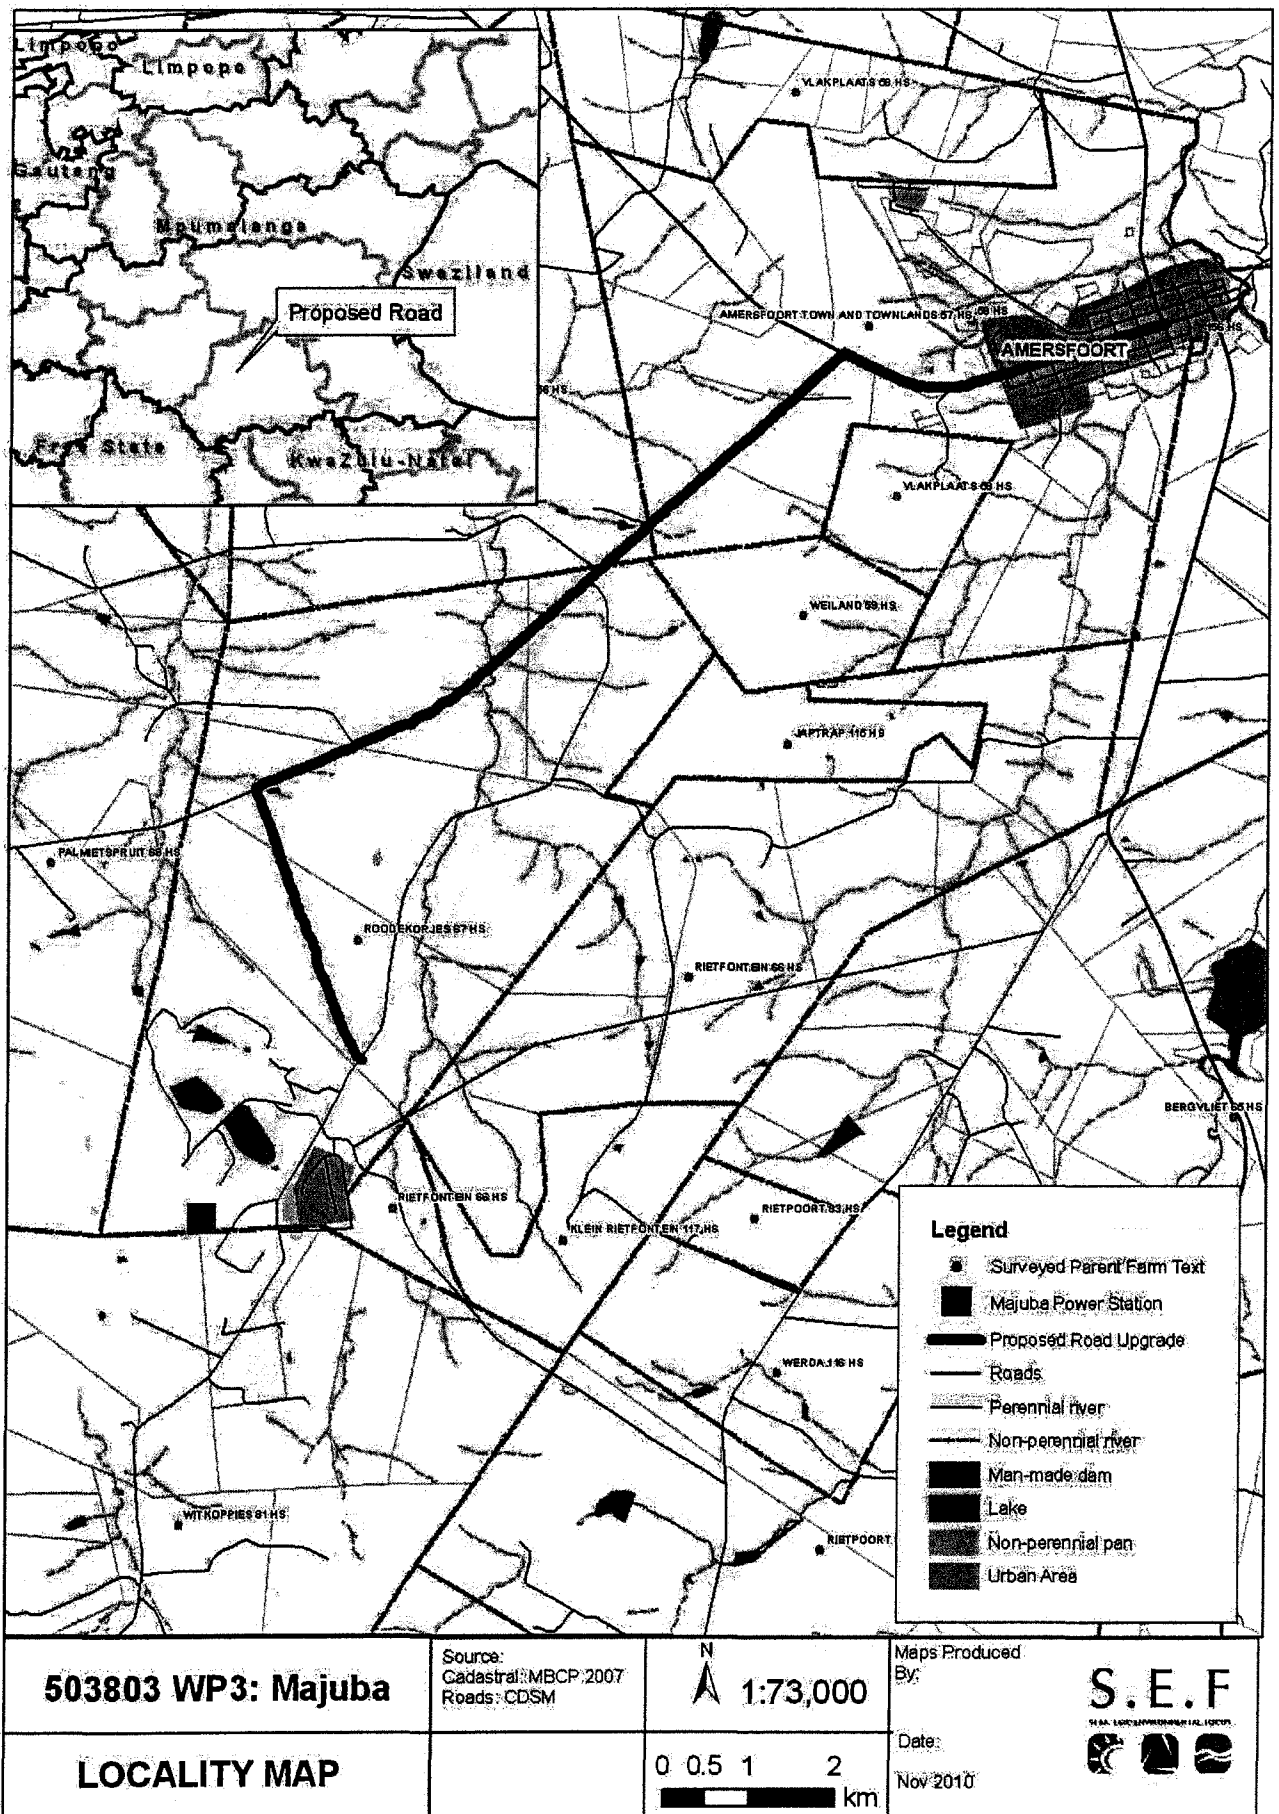 Limpopo
Limpopo
Gauteng
Mpumalanga
Swaziland
Proposed Road
Free State
KwaZulu-Natal
VLAKPLAATS 53 HS
AMERSFOORT TOWN AND TOWNLANDS 57 HS
AMERSFOORT
VLAKPLAATS 53 HS
WEILAND 59 HS
JAPTRAP 115 HS
PALMIETSPRUIT 68 HS
ROODEKOPJES 67 HS
RIETFONTEIN 66 HS
BERGVLIET 65 HS
RIETFONTEIN 66 HS
KLEIN RIETFONTEIN 117 HS
RIETPOORT 83 HS
WERDA 116 HS
WITKOPPIES 81 HS
RIETPOORT
Legend
Surveyed Parent Farm Text
Majuba Power Station
Proposed Road Upgrade
Roads
Perennial river
Non-perennial river
Man-made dam
Lake
Non-perennial pan
Urban Area
503803 WP3: Majuba
LOCALITY MAP
Source:
Cadastral: MBCP 2007
Roads: CDSM
N
1:73,000
0 0.5 1 2
km
Maps Produced
By:
S.E.F
Date:
Nov 2010